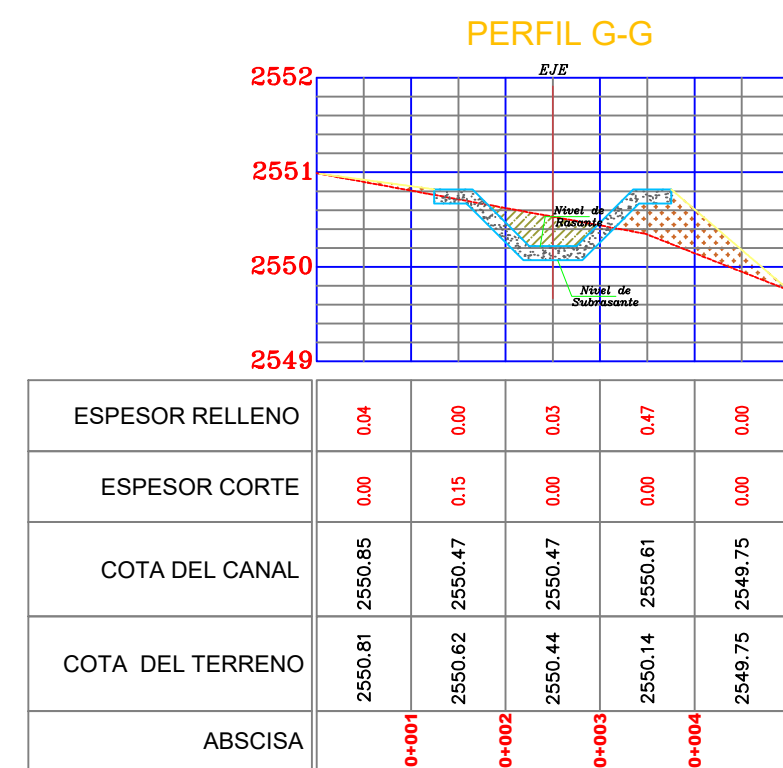 PERFIL G-G
EJE
2552
2551
2550
2549
Nivel de
Rasante
Nivel de
Subrasante
ESPESOR RELLENO 0.04 0.00 0.03 0.47 0.00
ESPESOR CORTE 0.00 0.15 0.00 0.00 0.00
COTA DEL CANAL 2550.85 2550.47 2550.47 2550.61 2549.75
COTA DEL TERRENO 2550.81 2550.62 2550.44 2550.14 2549.75
ABSCISA 0+001 0+002 0+003 0+004